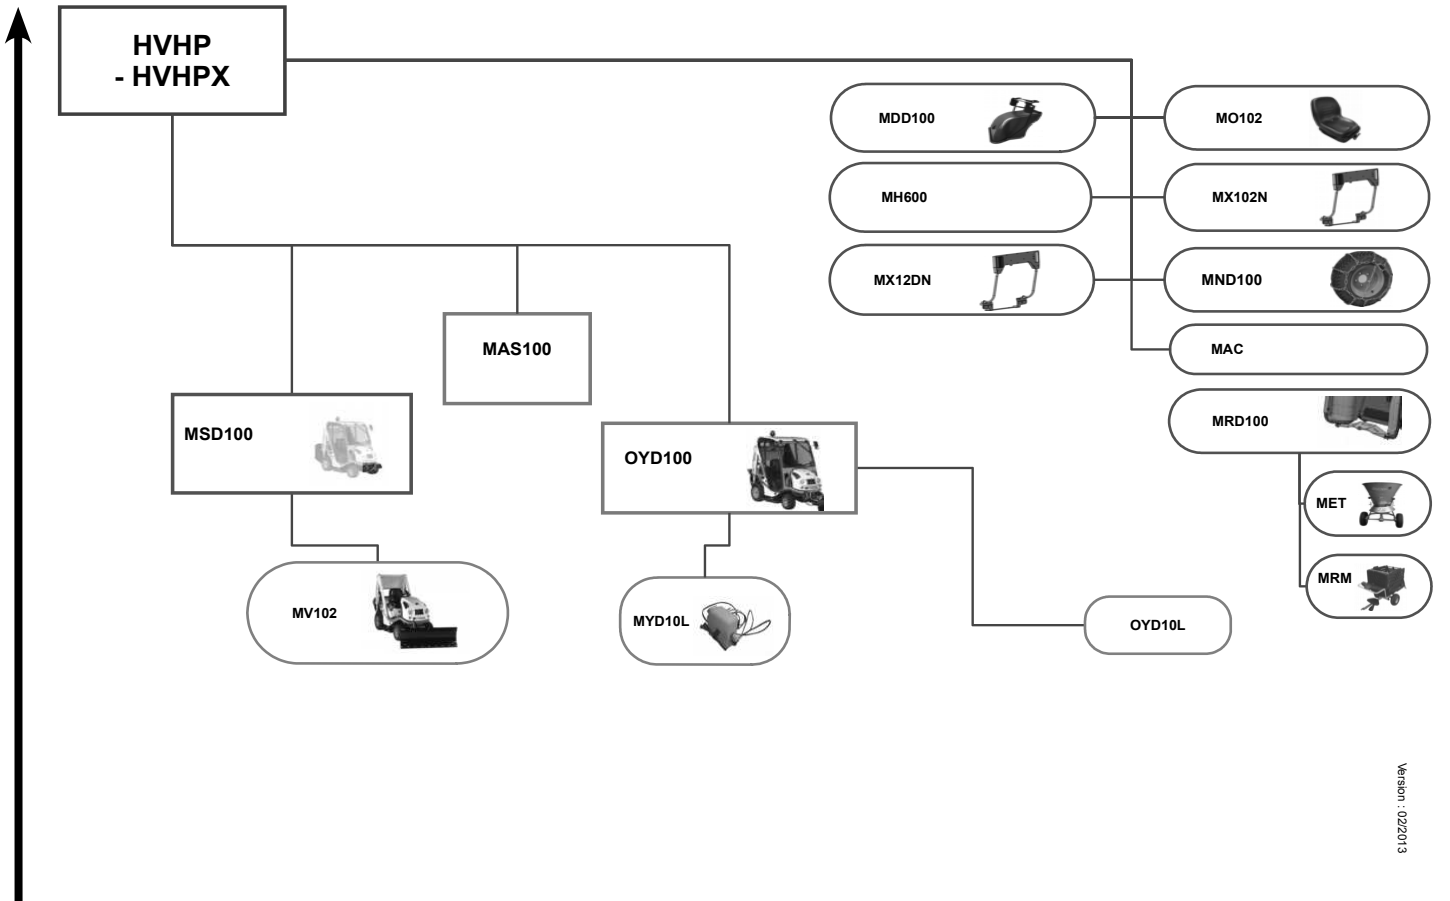 HVHP
- HVHPX
MDD100
MO102
MH600
MX102N
MX12DN
MND100
MAS100
MAC
MSD100
MRD100
OYD100
MET
MRM
MV102
MYD10L
OYD10L
Version : 02/2013